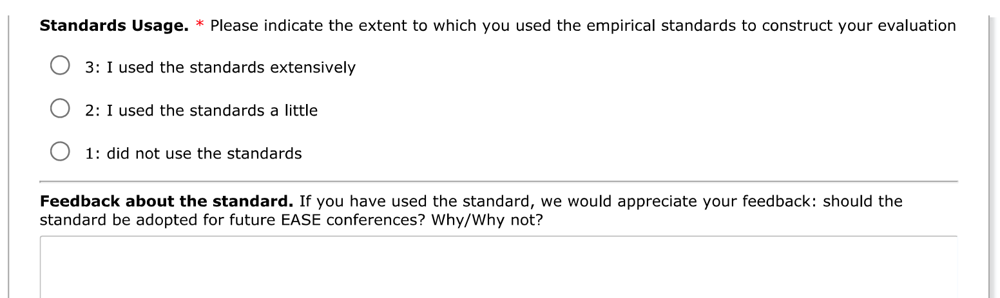 Standards Usage. * Please indicate the extent to which you used the empirical standards to construct your evaluation
3: I used the standards extensively
2: I used the standards a little
1: did not use the standards
Feedback about the standard. If you have used the standard, we would appreciate your feedback: should the
standard be adopted for future EASE conferences? Why/Why not?